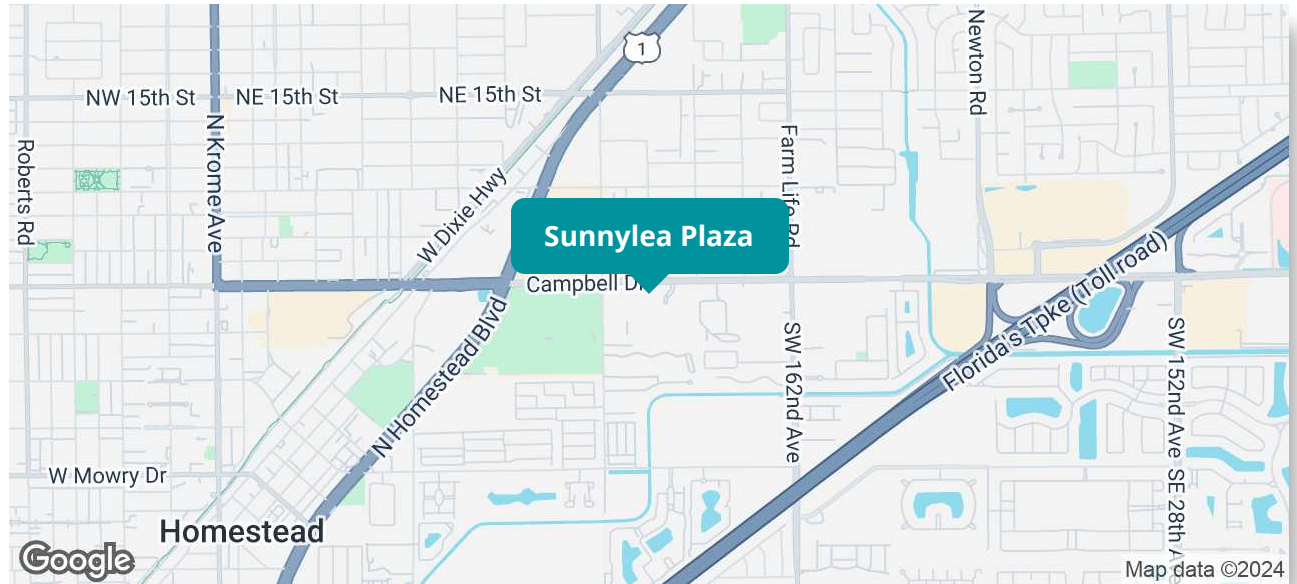 1
Newton Rd
NW 15th St
NE 15th St
NE 15th St
N Krome Ave
Roberts Rd
W Dixie Hwy
Farm Life Rd
Sunnylea Plaza
Campbell Dr
Florida's Tpke (Toll road)
N Homestead Blvd
SW 162nd Ave
SW 152nd Ave
SE 28th A
W Mowry Dr
Homestead
Google
Map data ©2024